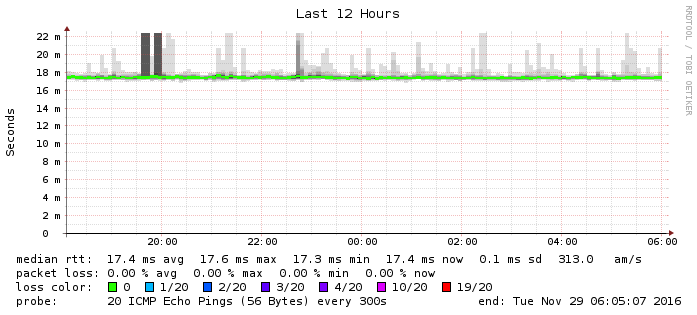 Last 12 Hours
RRDTOOL / TOBI OETIKER
Seconds
22 m
20 m
18 m
16 m
14 m
12 m
10 m
8 m
6 m
4 m
2 m
0
20:00 22:00 00:00 02:00 04:00 06:00
median rtt: 17.4 ms avg 17.6 ms max 17.3 ms min 17.4 ms now 0.1 ms sd 313.0 am/s
packet loss: 0.00 % avg 0.00 % max 0.00 % min 0.00 % now
loss color: 0 1/20 2/20 3/20 4/20 10/20 19/20
probe: 20 ICMP Echo Pings (56 Bytes) every 300s end: Tue Nov 29 06:05:07 2016